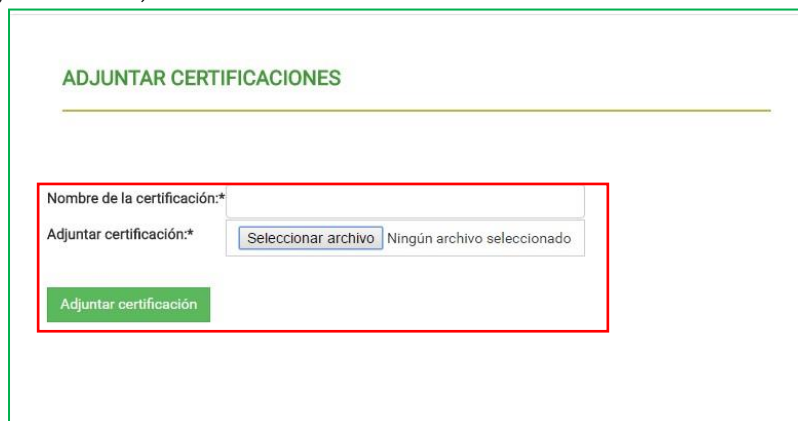 ADJUNTAR CERTIFICACIONES
Nombre de la certificación:*
Adjuntar certificación:* Seleccionar archivo Ningún archivo seleccionado
Adjuntar certificación